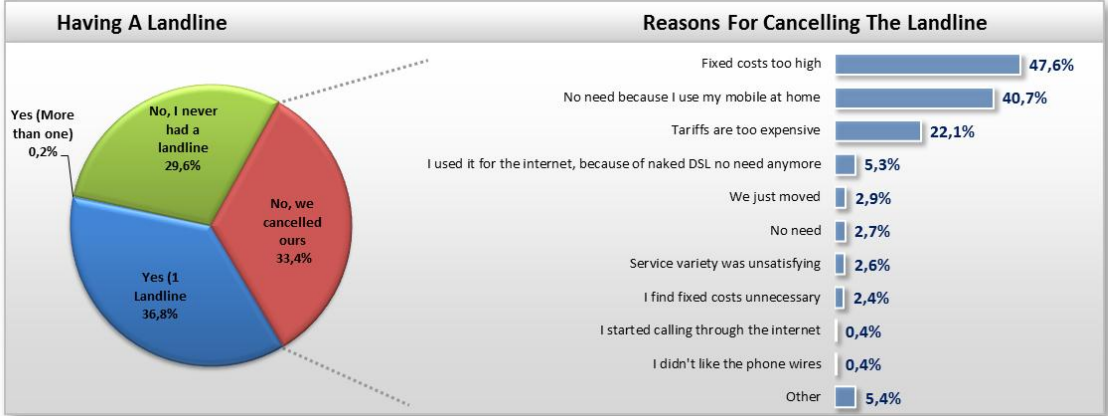 Having A Landline
Yes (More
than one)
0,2%
No, I never
had a
landline
29,6%
No, we
cancelled
ours
33,4%
Yes (1
Landline
36,8%
Reasons For Cancelling The Landline
Fixed costs too high 47,6%
No need because I use my mobile at home 40,7%
Tariffs are too expensive 22,1%
I used it for the internet, because of naked DSL no need anymore 5,3%
We just moved 2,9%
No need 2,7%
Service variety was unsatisfying 2,6%
I find fixed costs unnecessary 2,4%
I started calling through the internet 0,4%
I didn't like the phone wires 0,4%
Other 5,4%